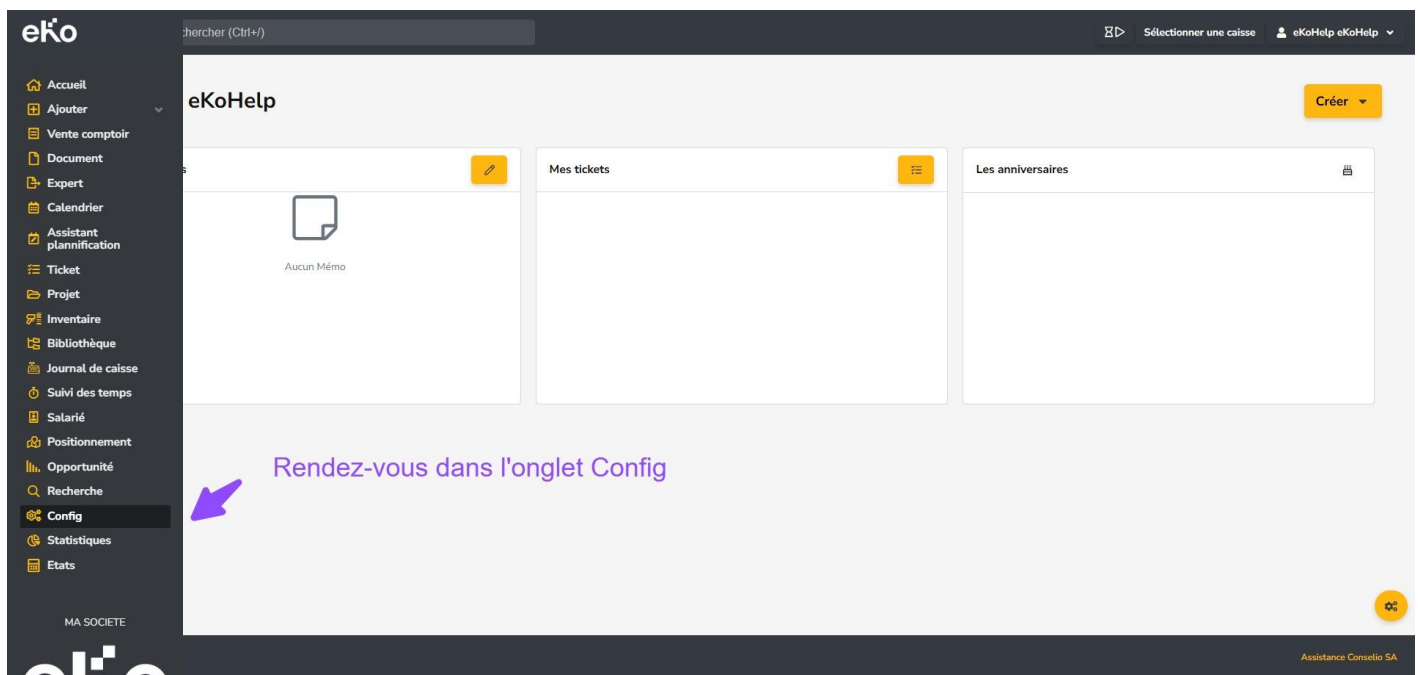 eKo
chercher (Ctrl+/)
Sélectionner une caisse
eKoHelp eKoHelp
Accueil
Ajouter
Vente comptoir
Document
Expert
Calendrier
Assistant
plannification
Ticket
Projet
Inventaire
Bibliothèque
Journal de caisse
Suivi des temps
Salarié
Positionnement
Opportunité
Recherche
Config
Statistiques
Etats
MA SOCIETE
eKo
eKoHelp
Créer
s
Aucun Mémo
Mes tickets
Les anniversaires
Rendez-vous dans l'onglet Config
Assistance Conselio SA